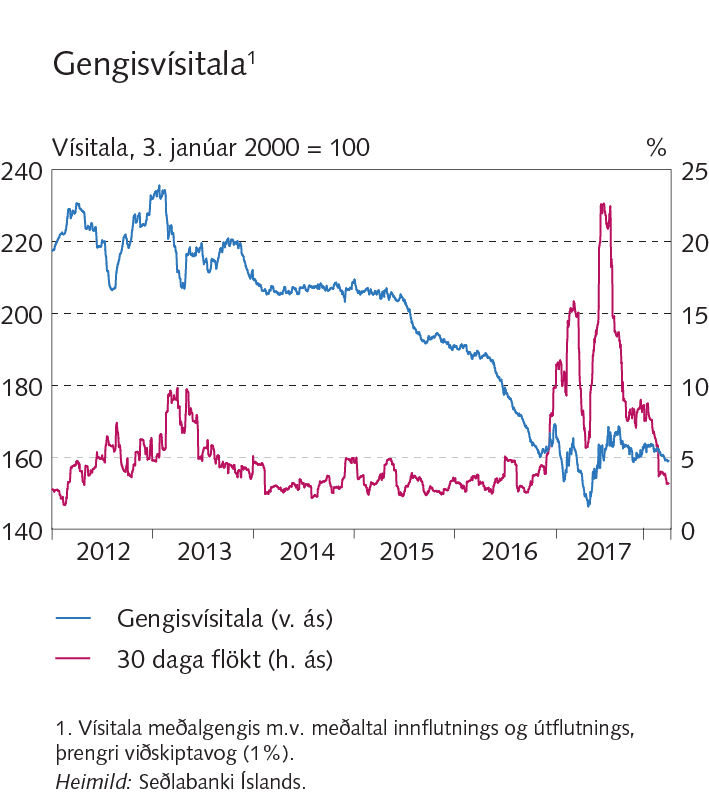 Gengisvísitala¹
Vísitala, 3. janúar 2000 = 100 %
240 25
220 20
200 15
180 10
160 5
140 0
2012 2013 2014 2015 2016 2017
Gengisvísitala (v. ás)
30 daga flökt (h. ás)
1. Vísitala meðalgengis m.v. meðaltal innflutnings og útflutnings,
þrengri viðskiptavog (1%).
Heimild: Seðlabanki Íslands.